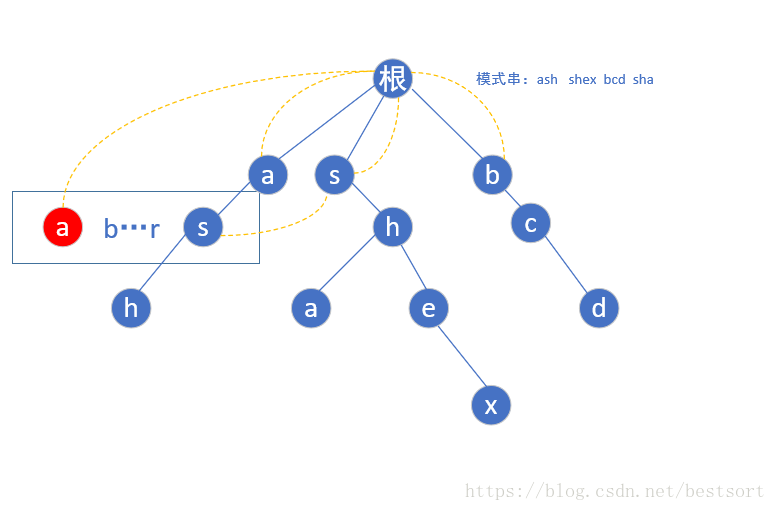 根
模式串：ash shex bcd sha
a s b
a b···r s h c
h a e d
x
https://blog.csdn.net/bestsort